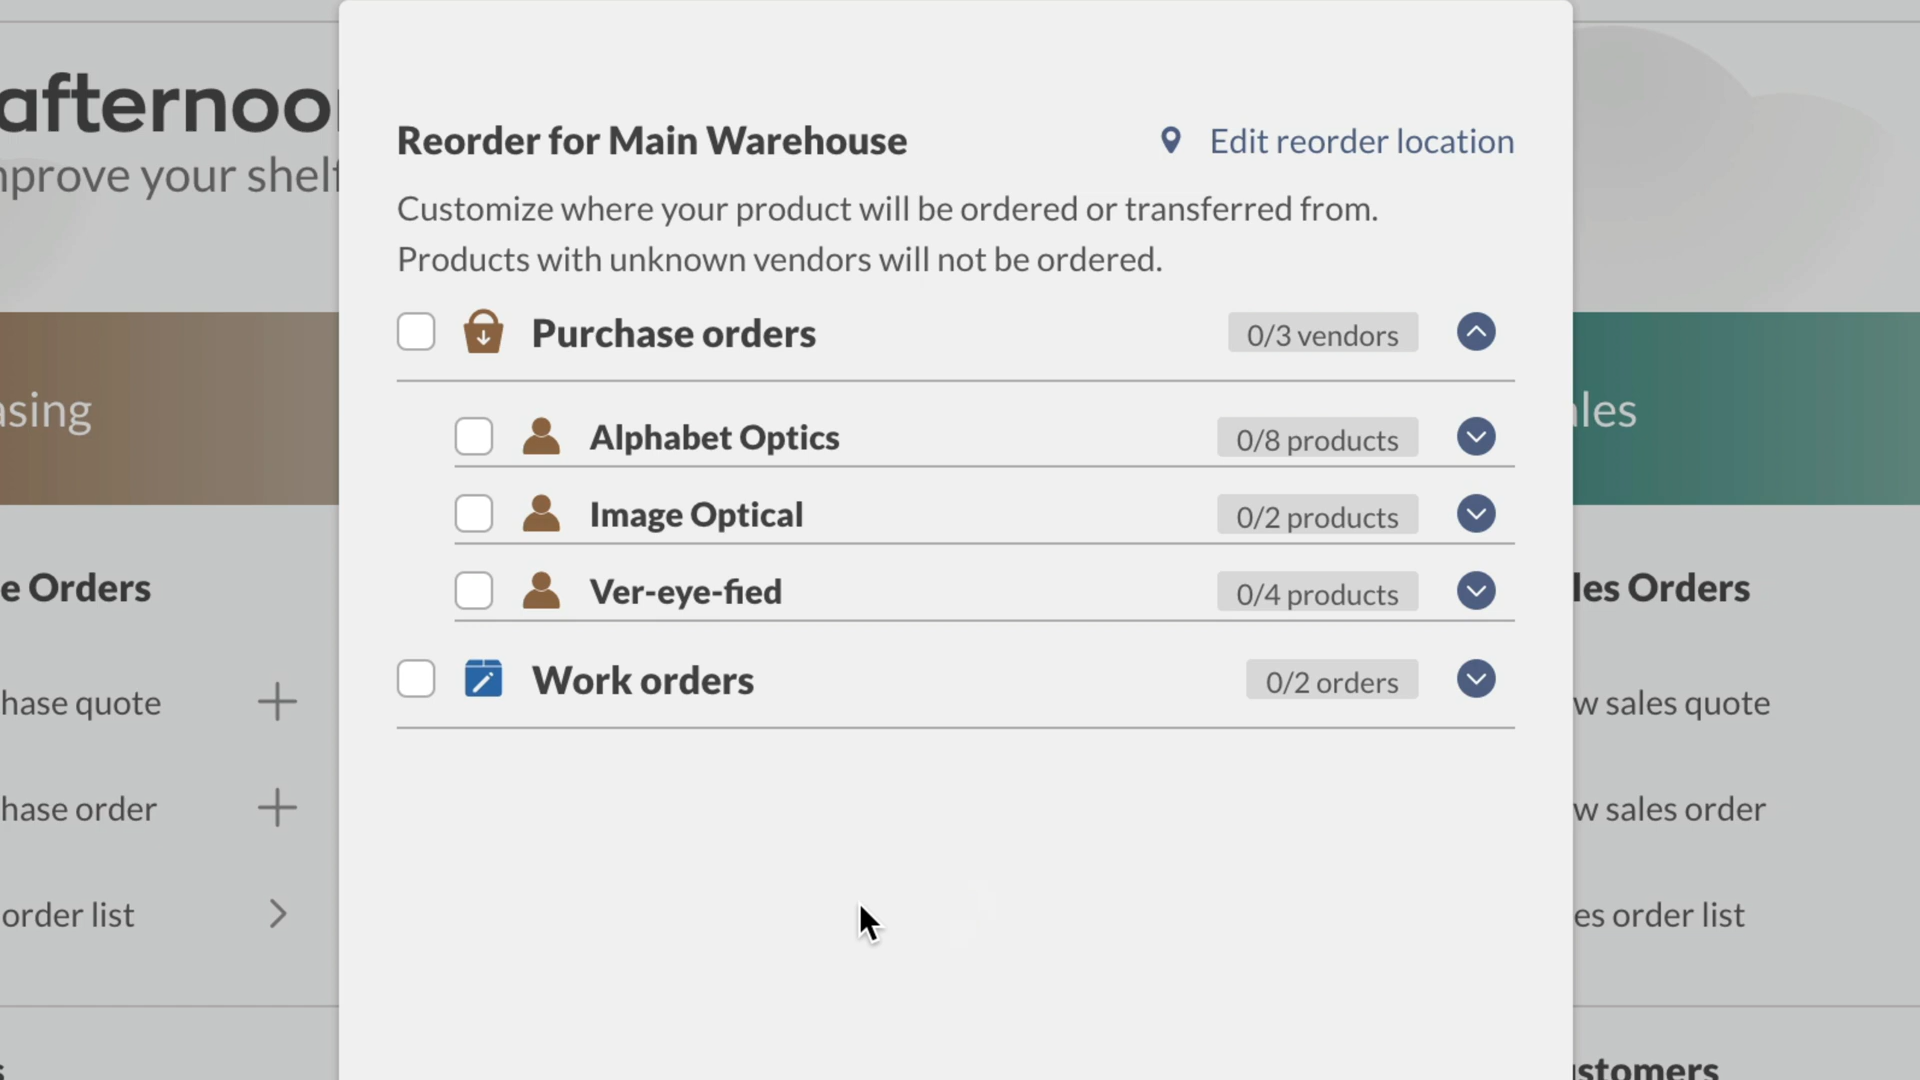 afternoo
prove your shelf
Reorder for Main Warehouse
Edit reorder location
Customize where your product will be ordered or transferred from.
Products with unknown vendors will not be ordered.
Purchase orders
0/3 vendors
Alphabet Optics
0/8 products
Image Optical
0/2 products
Ver-eye-fied
0/4 products
Work orders
0/2 orders
asing
e Orders
hase quote
hase order
order list
les
les Orders
w sales quote
w sales order
es order list
stomers